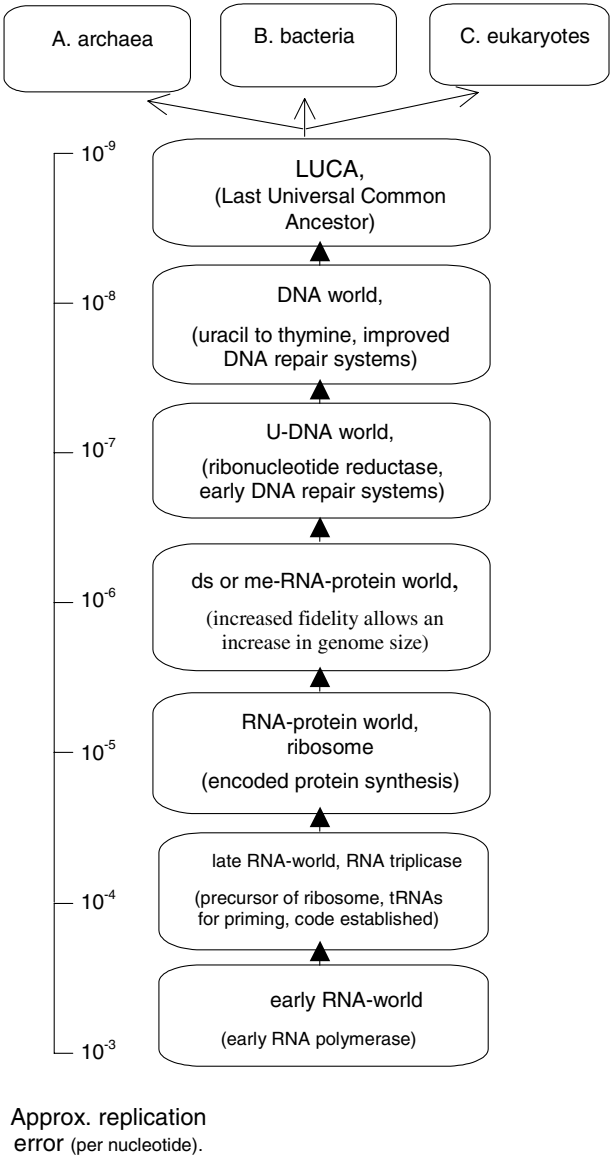 A. archaea
B. bacteria
C. eukaryotes
10-9
LUCA,
(Last Universal Common
Ancestor)
10-8
DNA world,
(uracil to thymine, improved
DNA repair systems)
10-7
U-DNA world,
(ribonucleotide reductase,
early DNA repair systems)
10-6
ds or me-RNA-protein world,
(increased fidelity allows an
increase in genome size)
10-5
RNA-protein world,
ribosome
(encoded protein synthesis)
10-4
late RNA-world, RNA triplicase
(precursor of ribosome, tRNAs
for priming, code established)
early RNA-world
(early RNA polymerase)
10-3
Approx. replication
error (per nucleotide).